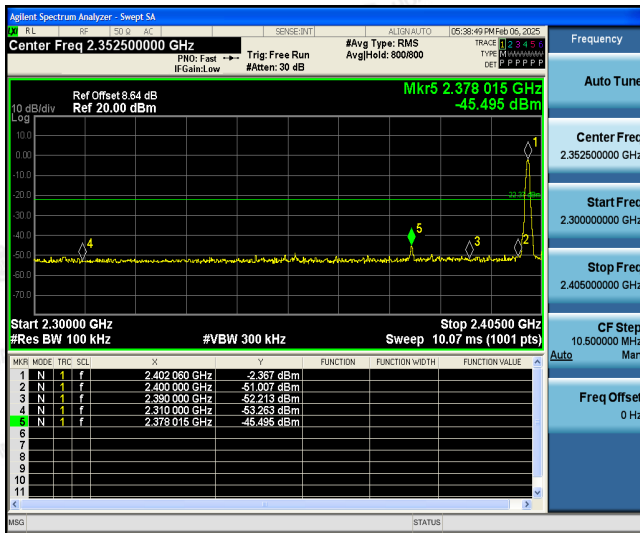 Agilent Spectrum Analyzer - Swept SA
RL RF 50 Ω AC SENSE:INT ALIGN AUTO 05:38:49 PM Feb 06, 2025
Center Freq 2.352500000 GHz
PNO: Fast
IFGain:Low
Trig: Free Run
#Atten: 30 dB
#Avg Type: RMS
Avg|Hold: 800/800
TRACE 1 2 3 4 5 6
TYPE M
DET P P P P P P
Ref Offset 8.64 dB
Ref 20.00 dBm
Mkr5 2.378 015 GHz
-45.495 dBm
10 dB/div
Log
10.0
0.00
-10.0
-20.0
-30.0
-40.0
-50.0
-60.0
-70.0
1
2
3
4
5
Start 2.30000 GHz
Stop 2.40500 GHz
#Res BW 100 kHz #VBW 300 kHz Sweep 10.07 ms (1001 pts)
MKR MODE TRC SCL X Y FUNCTION FUNCTION WIDTH FUNCTION VALUE
1 N 1 f 2.402 060 GHz -2.367 dBm
2 N 1 f 2.400 000 GHz -51.007 dBm
3 N 1 f 2.390 000 GHz -52.213 dBm
4 N 1 f 2.310 000 GHz -53.263 dBm
5 N 1 f 2.378 015 GHz -45.495 dBm
6
7
8
9
10
11
MSG STATUS
Frequency
Auto Tune
Center Freq
2.352500000 GHz
Start Freq
2.300000000 GHz
Stop Freq
2.405000000 GHz
CF Step
10.500000 MHz
Auto Man
Freq Offset
0 Hz